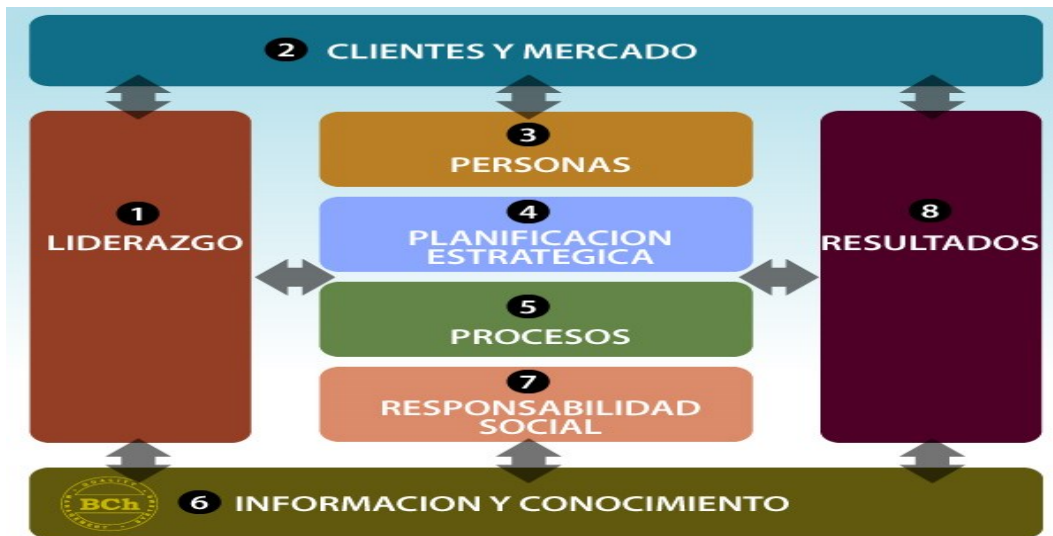 2 CLIENTES Y MERCADO
1
LIDERAZGO
3
PERSONAS
4
PLANIFICACION
ESTRATEGICA
5
PROCESOS
7
RESPONSABILIDAD
SOCIAL
8
RESULTADOS
QUALITY
BCh
6 INFORMACION Y CONOCIMIENTO